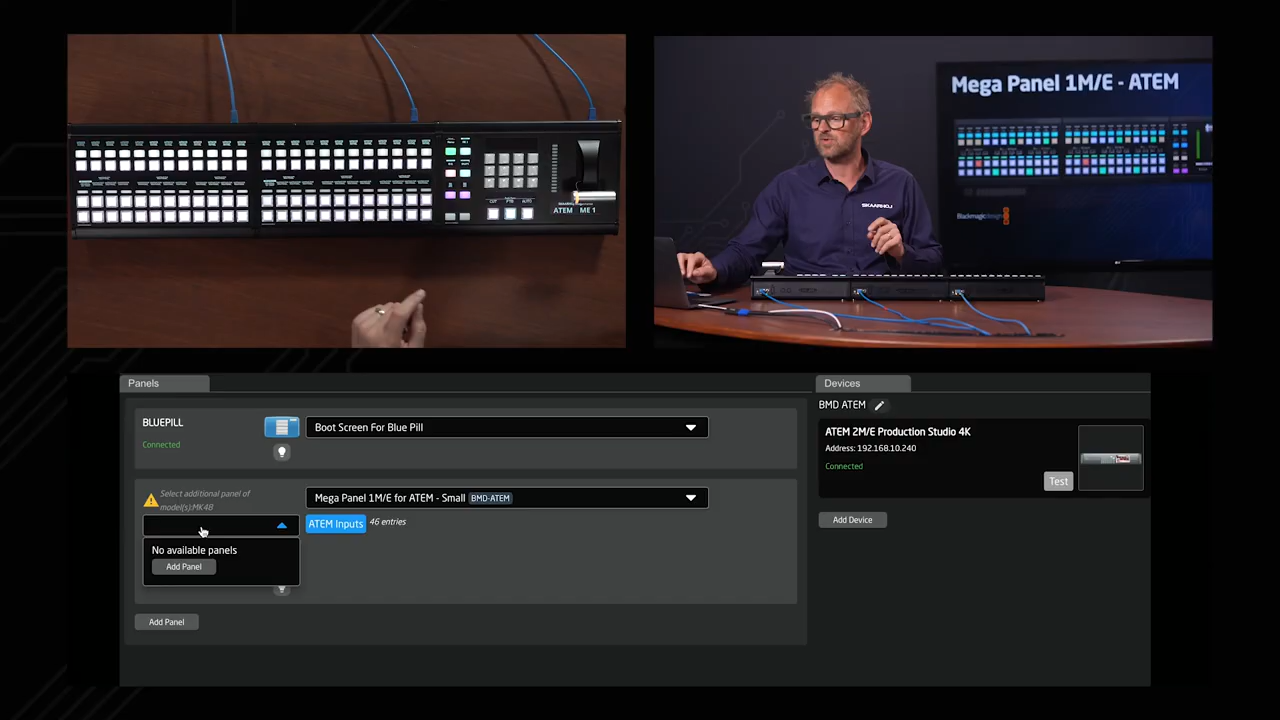 ATEM ME 1
CUT
AUTO
Mega Panel 1M/E - ATEM
Blackmagicdesign
SKAARHOJ
Panels
BLUEPILL
Connected
Boot Screen For Blue Pill
Select additional panel of
model(s):MK48
Mega Panel 1M/E for ATEM - Small BMD-ATEM
ATEM Inputs 46 entries
No available panels
Add Panel
Add Panel
Devices
BMD ATEM
ATEM 2M/E Production Studio 4K
Address: 192.168.10.240
Connected
Test
Add Device